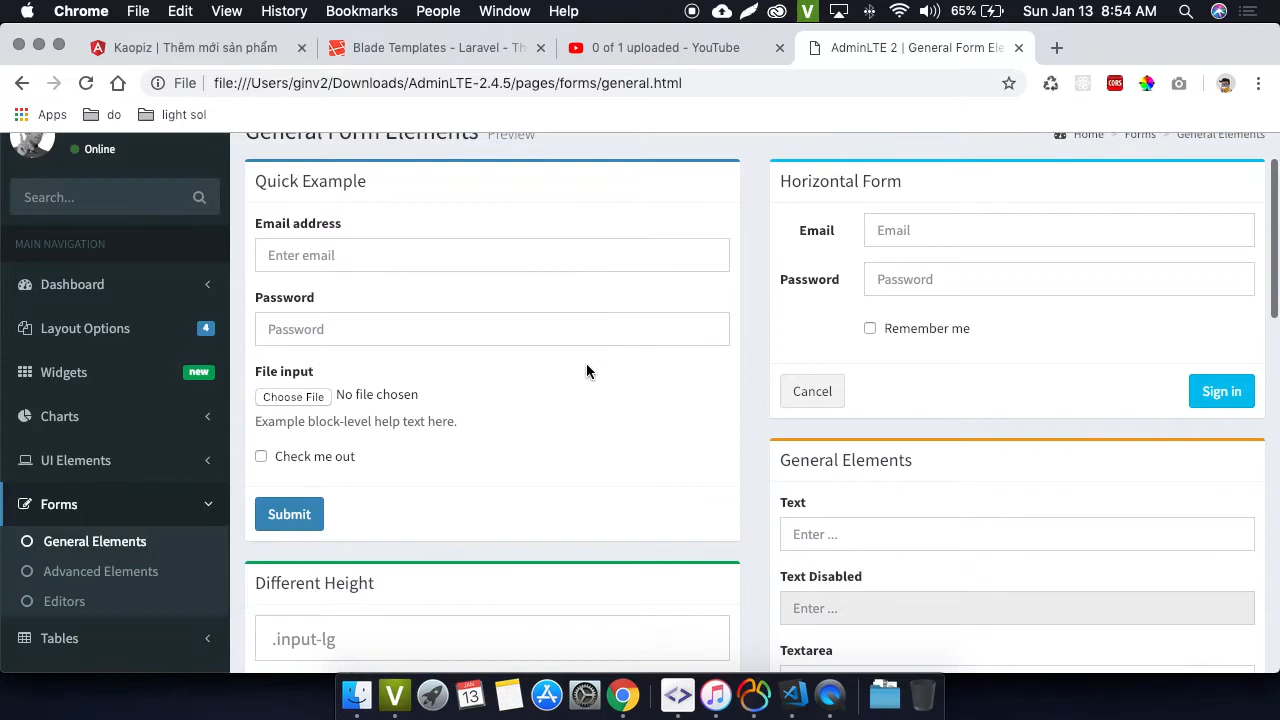 Chrome File Edit View History Bookmarks People Window Help 65% Sun Jan 13 8:54 AM
Kaopiz | Thêm mới sản phẩm
Blade Templates - Laravel - Th
0 of 1 uploaded - YouTube
AdminLTE 2 | General Form Ele
File file:///Users/ginv2/Downloads/AdminLTE-2.4.5/pages/forms/general.html
CORS
Apps do light sol
General Form Elements Preview
Home > Forms > General Elements
Online
Search...
MAIN NAVIGATION
Dashboard
Layout Options 4
Widgets new
Charts
UI Elements
Forms
General Elements
Advanced Elements
Editors
Tables
Quick Example
Email address
Enter email
Password
Password
File input
Choose File No file chosen
Example block-level help text here.
Check me out
Submit
Different Height
.input-lg
Horizontal Form
Email Email
Password Password
Remember me
Cancel Sign in
General Elements
Text
Enter ...
Text Disabled
Enter ...
Textarea
JAN
13